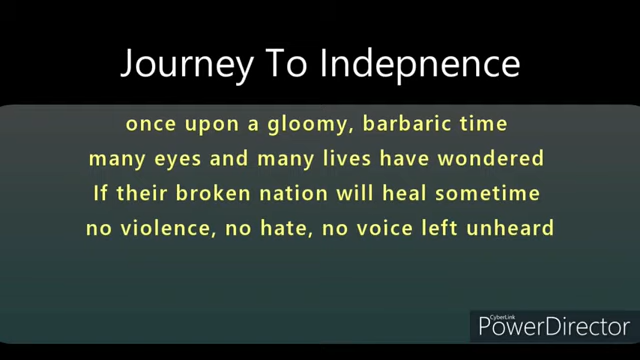 Journey To Indepnence
once upon a gloomy, barbaric time
many eyes and many lives have wondered
If their broken nation will heal sometime
no violence, no hate, no voice left unheard
CyberLink
PowerDirector